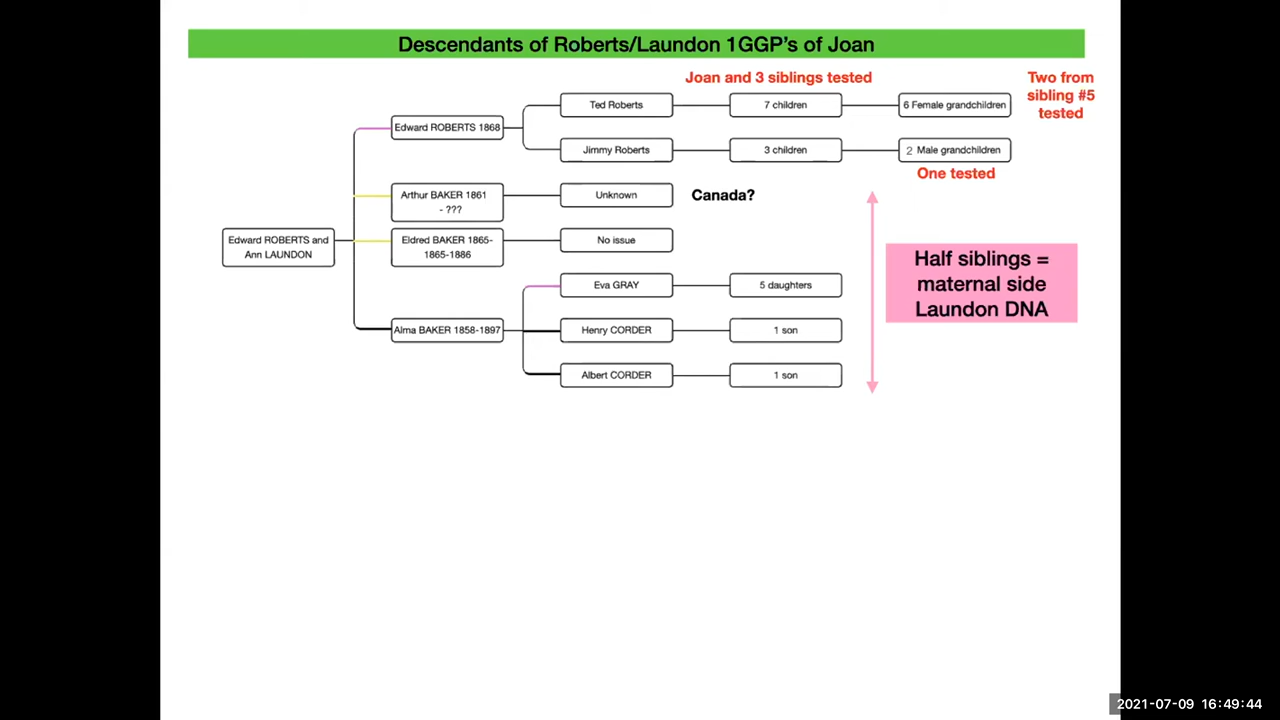 Descendants of Roberts/Laundon 1GGP's of Joan
Joan and 3 siblings tested
Two from
sibling #5
tested
Ted Roberts
7 children
6 Female grandchildren
Edward ROBERTS 1868
Jimmy Roberts
3 children
2 Male grandchildren
One tested
Arthur BAKER 1861
- ???
Unknown
Canada?
Edward ROBERTS and
Ann LAUNDON
Eldred BAKER 1865-
1865-1886
No issue
Half siblings =
maternal side
Laundon DNA
Eva GRAY
5 daughters
Alma BAKER 1858-1897
Henry CORDER
1 son
Albert CORDER
1 son
2021-07-09 16:49:44